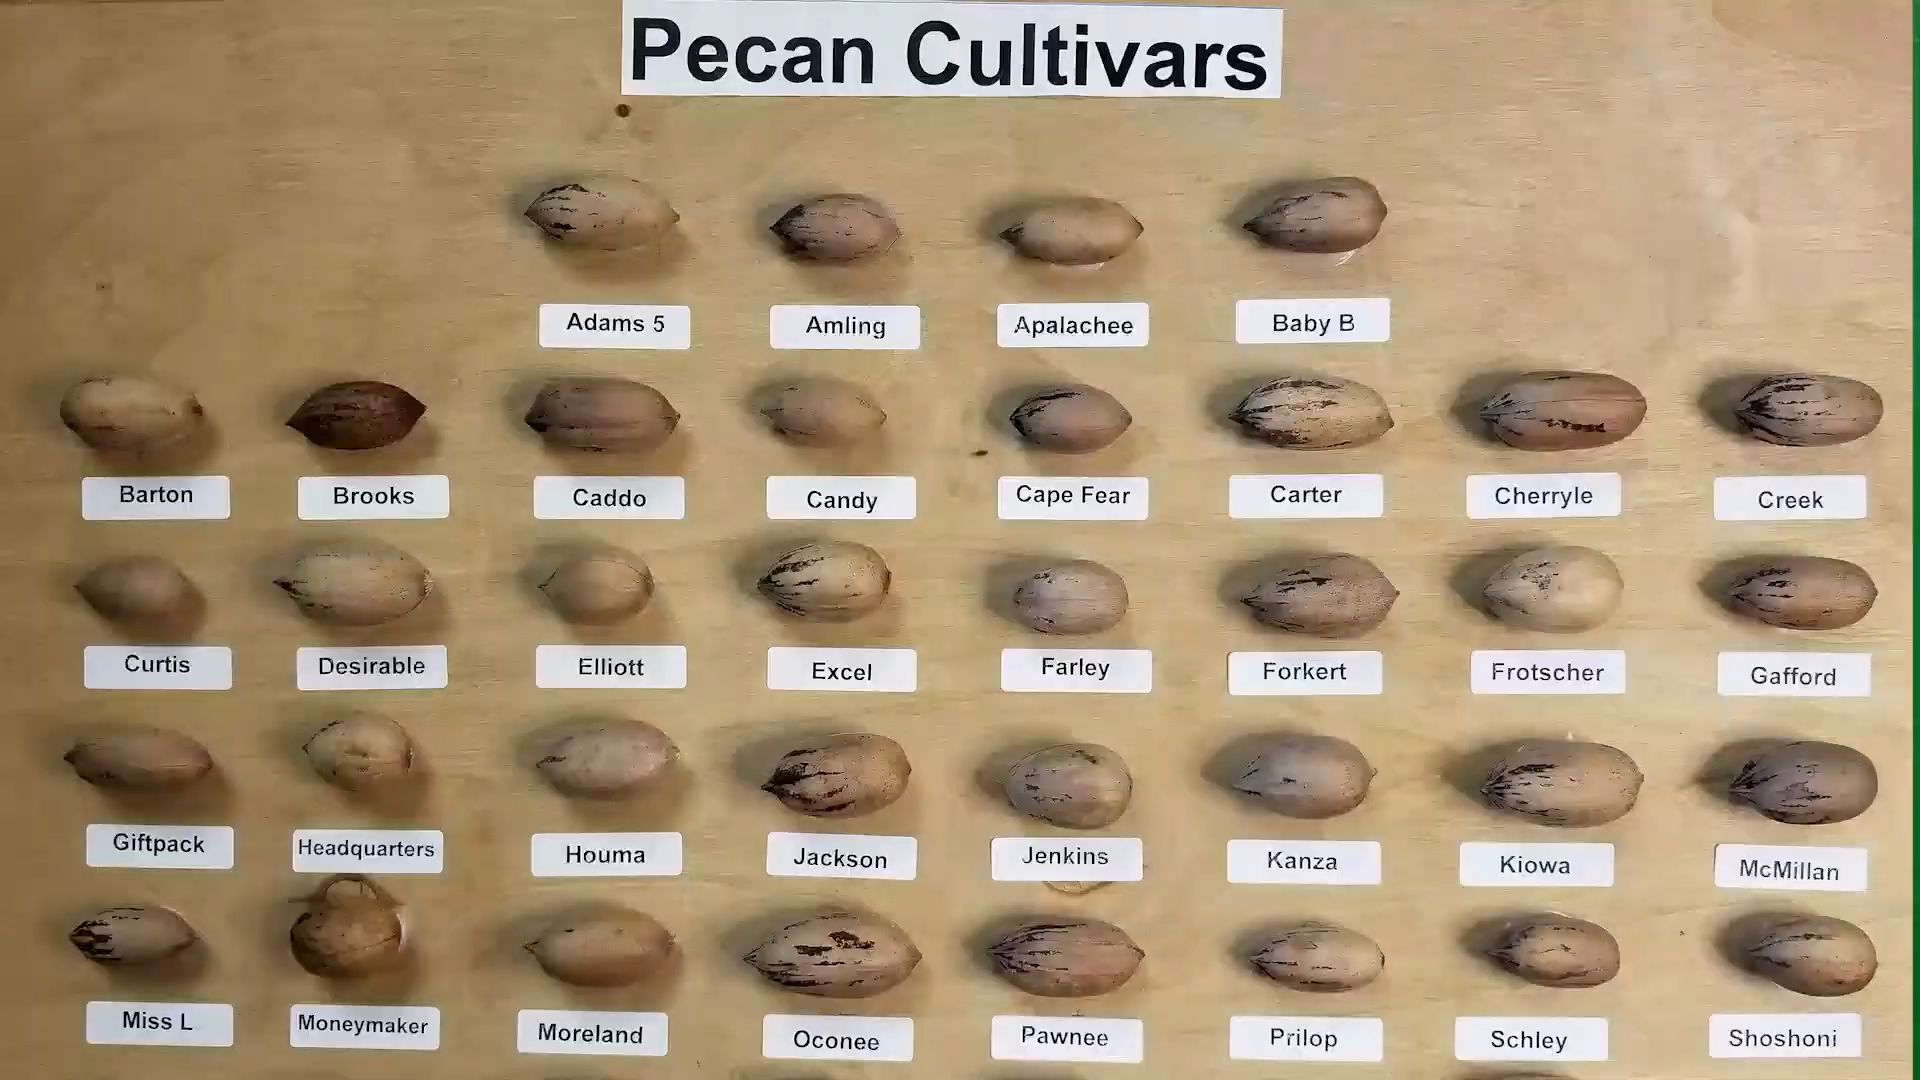 Pecan Cultivars
Adams 5
Amling
Apalachee
Baby B
Barton
Brooks
Caddo
Candy
Cape Fear
Carter
Cherryle
Creek
Curtis
Desirable
Elliott
Excel
Farley
Forkert
Frotscher
Gafford
Giftpack
Headquarters
Houma
Jackson
Jenkins
Kanza
Kiowa
McMillan
Miss L
Moneymaker
Moreland
Oconee
Pawnee
Prilop
Schley
Shoshoni